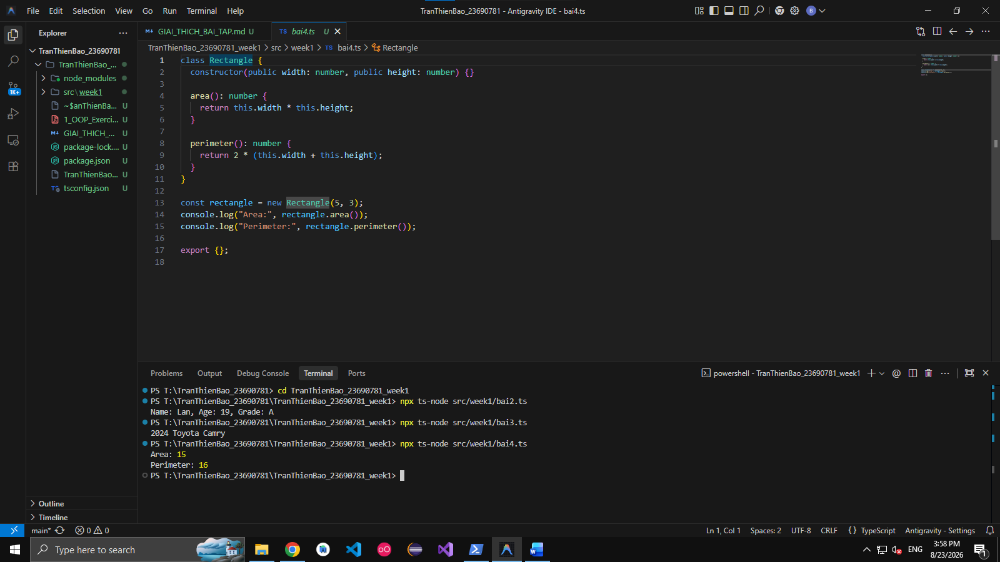 File Edit Selection View Go Run Terminal Help
TranThienBao_23690781 - Antigravity IDE - bai4.ts
B
Explorer
TranThienBao_23690781
TranThienBao_...
node_modules
src\week1
~$anThienBa... U
1_OOP_Exerci... U
GIAI_THICH_... U
package-lock.... U
package.json U
TranThienBao... U
tsconfig.json U
1K+
Outline
Timeline
GIAI_THICH_BAI_TAP.md U
TS bai4.ts U
TranThienBao_23690781_week1 > src > week1 > TS bai4.ts > Rectangle
1 class Rectangle {
2 constructor(public width: number, public height: number) {}
3
4 area(): number {
5 return this.width * this.height;
6 }
7
8 perimeter(): number {
9 return 2 * (this.width + this.height);
10 }
11 }
12
13 const rectangle = new Rectangle(5, 3);
14 console.log("Area:", rectangle.area());
15 console.log("Perimeter:", rectangle.perimeter());
16
17 export {};
18
Problems Output Debug Console Terminal Ports
powershell - TranThienBao_23690781_week1
PS T:\TranThienBao_23690781> cd TranThienBao_23690781_week1
PS T:\TranThienBao_23690781\TranThienBao_23690781_week1> npx ts-node src/week1/bai2.ts
Name: Lan, Age: 19, Grade: A
PS T:\TranThienBao_23690781\TranThienBao_23690781_week1> npx ts-node src/week1/bai3.ts
2024 Toyota Camry
PS T:\TranThienBao_23690781\TranThienBao_23690781_week1> npx ts-node src/week1/bai4.ts
Area: 15
Perimeter: 16
PS T:\TranThienBao_23690781\TranThienBao_23690781_week1>
main* 0 0
Ln 1, Col 1 Spaces: 2 UTF-8 CRLF {} TypeScript Antigravity - Settings
Type here to search
ENG
3:58 PM
8/23/2026
1